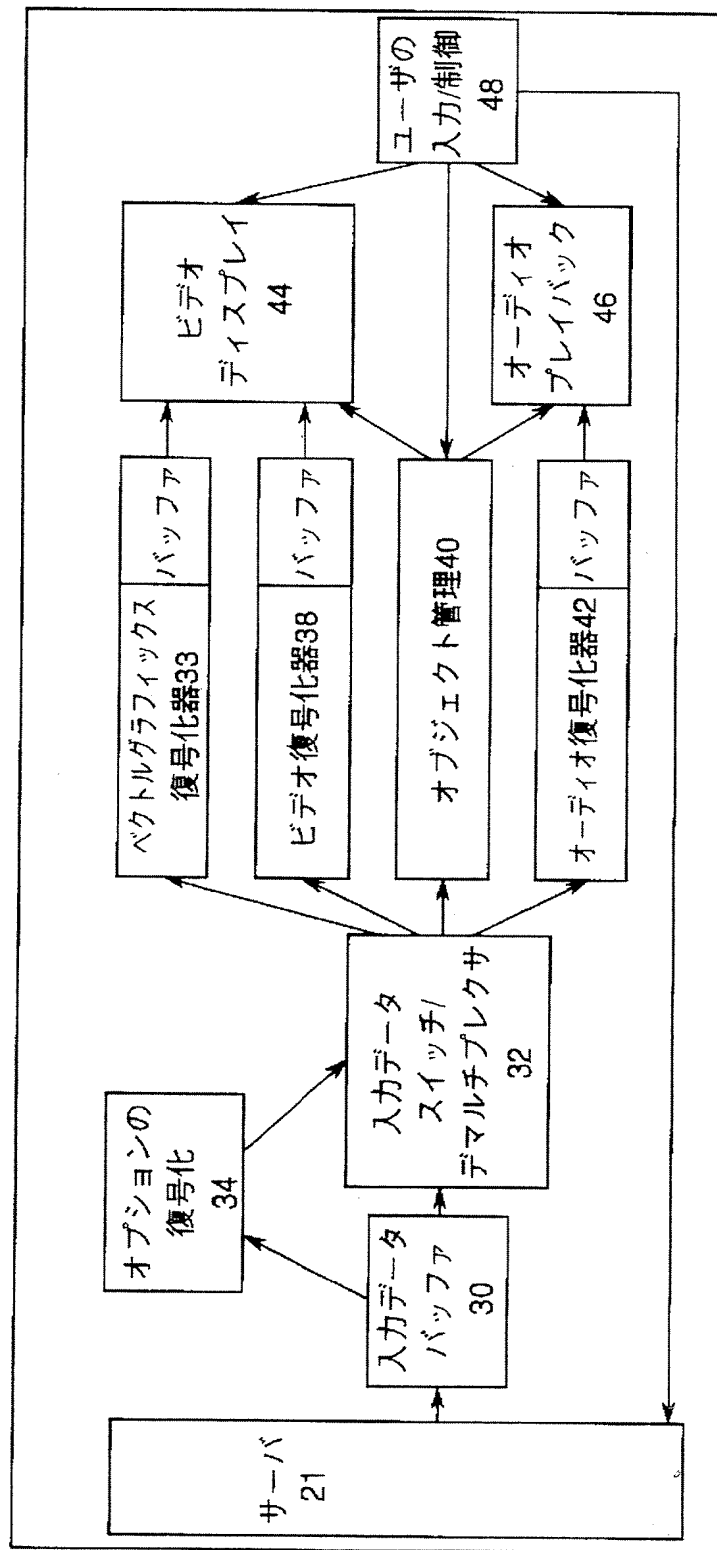 サーバ
21
入力データ
バッファ
30
オプションの
復号化
34
入力データ
スイッチ/
デマルチプレクサ
32
ベクトルグラフィックス
復号化器33
バッファ
ビデオ復号化器38
バッファ
オブジェクト管理40
オーディオ復号化器42
バッファ
ビデオ
ディスプレイ
44
オーディオ
プレイバック
46
ユーザの
入力/制御
48